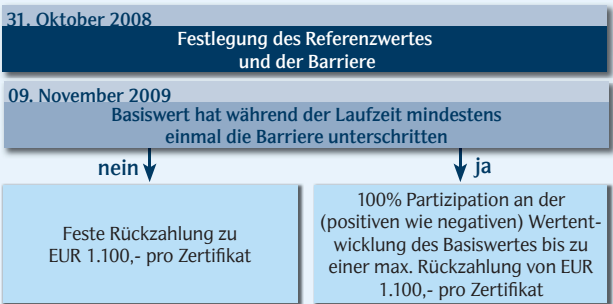 31. Oktober 2008
Festlegung des Referenzwertes
und der Barriere
09. November 2009
Basiswert hat während der Laufzeit mindestens
einmal die Barriere unterschritten
nein
ja
Feste Rückzahlung zu
EUR 1.100,- pro Zertifikat
100% Partizipation an der
(positiven wie negativen) Wertent-
wicklung des Basiswertes bis zu
einer max. Rückzahlung von EUR
1.100,- pro Zertifikat